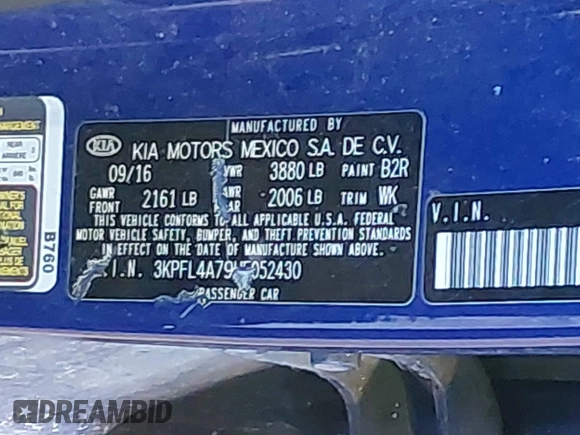 MANUFACTURED BY
KIA KIA MOTORS MEXICO S.A. DE C.V.
09/16 3880 LB PAINT B2R
GAWR FRONT 2161 LB 2006 LB TRIM WK
THIS VEHICLE CONFORMS TO ALL APPLICABLE U.S.A. FEDERAL
MOTOR VEHICLE SAFETY, BUMPER, AND THEFT PREVENTION STANDARDS
IN EFFECT ON THE DATE OF MANUFACTURE SHOWN ABOVE.
PASSENGER CAR
V.I.N.
B760
REAR
ARRIERE
DREAMBID